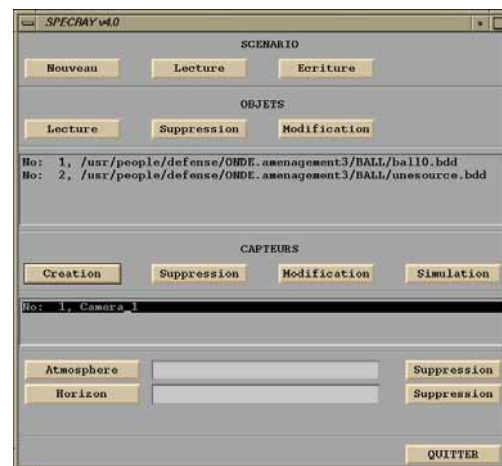 SPECRAY v4.0
SCENARIO
Nouveau Lecture Ecriture
OBJETS
Lecture Suppression Modification
No: 1, /usr/people/defense/ONDE.amenagement3/BALL/ball0.bdd
No: 2, /usr/people/defense/ONDE.amenagement3/BALL/unesource.bdd
CAPTEURS
Creation Suppression Modification Simulation
No: 1, Camera_1
Atmosphere Suppression
Horizon Suppression
QUITTER